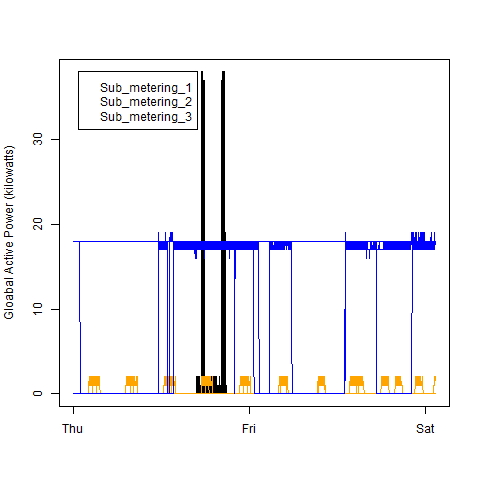 Sub_metering_1
Sub_metering_2
Sub_metering_3
Gloabal Active Power (kilowatts)
30
20
10
0
Thu Fri Sat